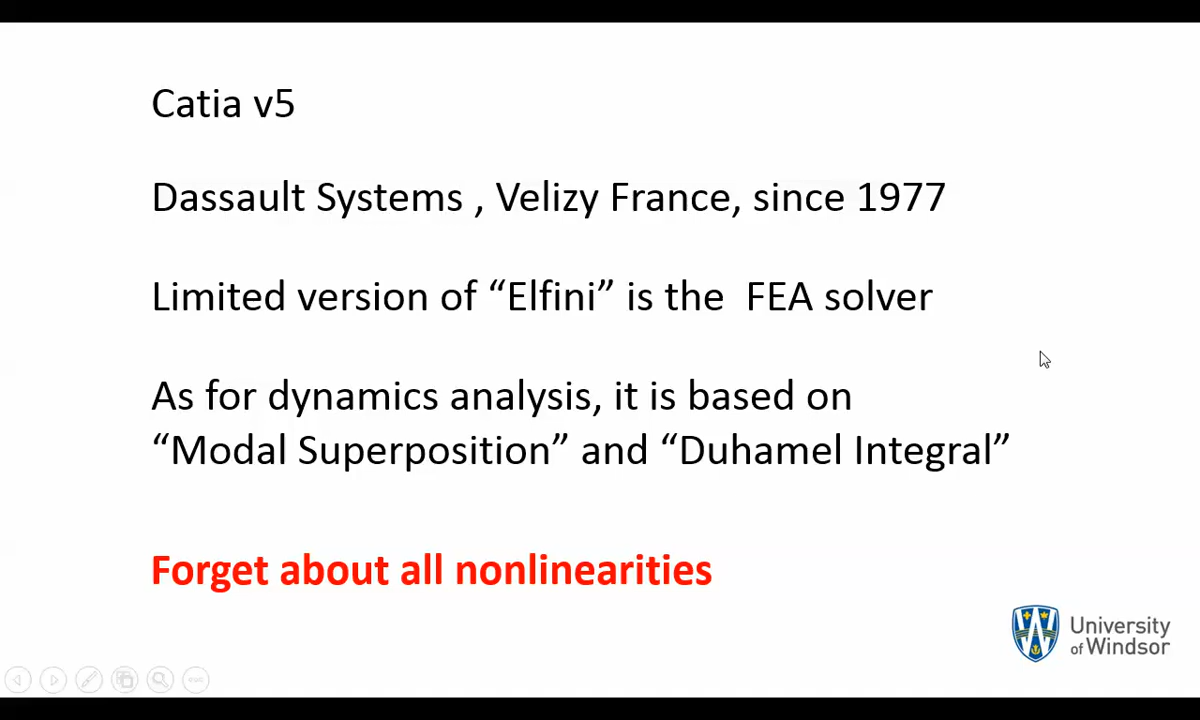 Catia v5
Dassault Systems , Velizy France, since 1977
Limited version of “Elfini” is the  FEA solver
As for dynamics analysis, it is based on
“Modal Superposition” and “Duhamel Integral”
Forget about all nonlinearities
University
of Windsor